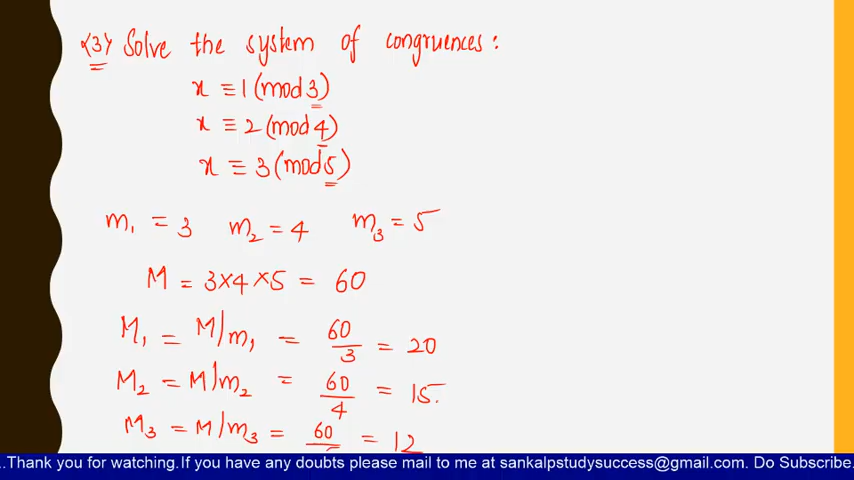 (3) Solve the system of congruences:
x ≡ 1 (mod 3)
x ≡ 2 (mod 4)
x ≡ 3 (mod 5)
m₁ = 3 m₂ = 4 m₃ = 5
M = 3×4×5 = 60
M₁ = M/m₁ = 60/3 = 20
M₂ = M/m₂ = 60/4 = 15.
M₃ = M/m₃ = 60/ = 12
..Thank you for watching.If you have any doubts please mail to me at sankalpstudysuccess@gmail.com. Do Subscribe.